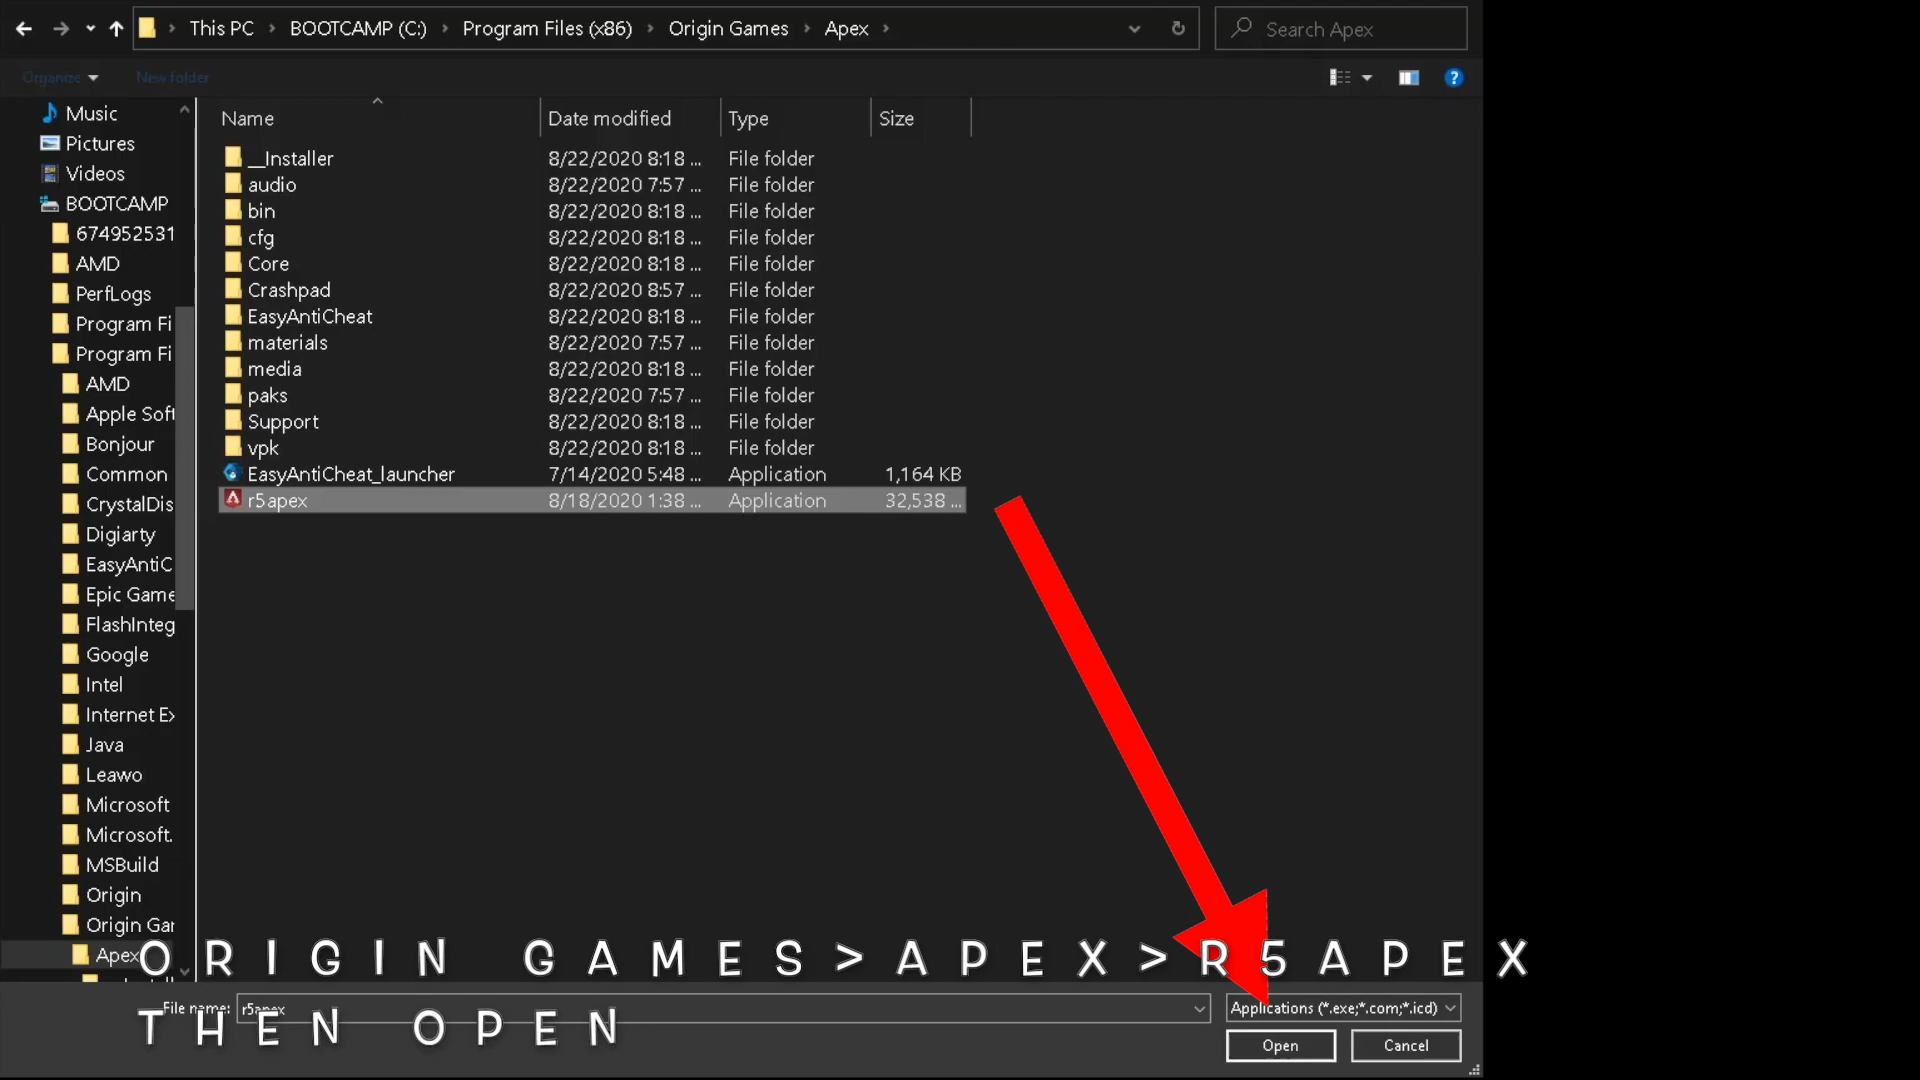 This PC > BOOTCAMP (C:) > Program Files (x86) > Origin Games > Apex >
Search Apex
Organize
New folder
Music
Pictures
Videos
BOOTCAMP
674952531
AMD
PerfLogs
Program Fi
Program Fi
AMD
Apple Soft
Bonjour
Common
CrystalDis
Digiarty
EasyAntiC
Epic Game
FlashInteg
Google
Intel
Internet Ex
Java
Leawo
Microsoft
Microsoft.
MSBuild
Origin
Origin Gar
Apex
Name Date modified Type Size
__Installer 8/22/2020 8:18 ... File folder
audio 8/22/2020 7:57 ... File folder
bin 8/22/2020 8:18 ... File folder
cfg 8/22/2020 8:18 ... File folder
Core 8/22/2020 8:18 ... File folder
Crashpad 8/22/2020 8:57 ... File folder
EasyAntiCheat 8/22/2020 8:18 ... File folder
materials 8/22/2020 7:57 ... File folder
media 8/22/2020 8:18 ... File folder
paks 8/22/2020 7:57 ... File folder
Support 8/22/2020 8:18 ... File folder
vpk 8/22/2020 8:18 ... File folder
EasyAntiCheat_launcher 7/14/2020 5:48 ... Application 1,164 KB
r5apex 8/18/2020 1:38 ... Application 32,538 ...
ORIGIN GAMES>APEX>R5APEX
THEN OPEN
File name: r5apex
Applications (*.exe;*.com;*.icd)
Open Cancel